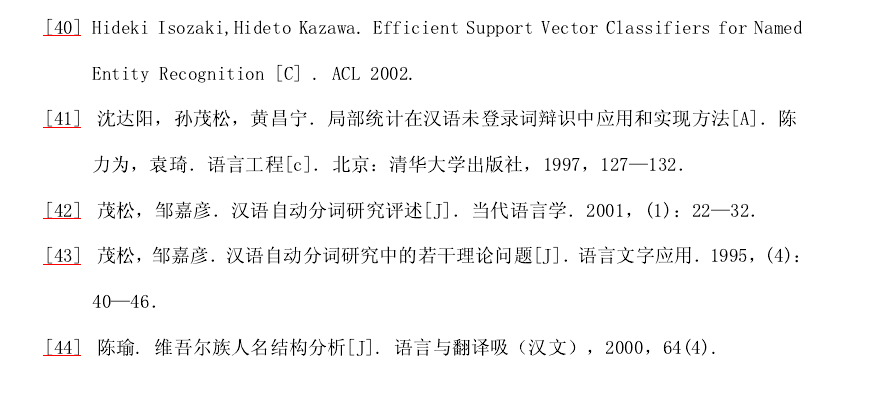 [40] Hideki Isozaki,Hideto Kazawa. Efficient Support Vector Classifiers for Named
Entity Recognition [C] . ACL 2002.
[41] 沈达阳，孙茂松，黄昌宁．局部统计在汉语未登录词辩识中应用和实现方法[A]．陈
力为，袁琦．语言工程[c]．北京：清华大学出版社，1997，127—132．
[42] 茂松，邹嘉彦．汉语自动分词研究评述[J]．当代语言学．2001，(1)：22—32．
[43] 茂松，邹嘉彦．汉语自动分词研究中的若干理论问题[J]．语言文字应用．1995，(4)：
40—46．
[44] 陈瑜. 维吾尔族人名结构分析[J]. 语言与翻译吸（汉文），2000，64(4).